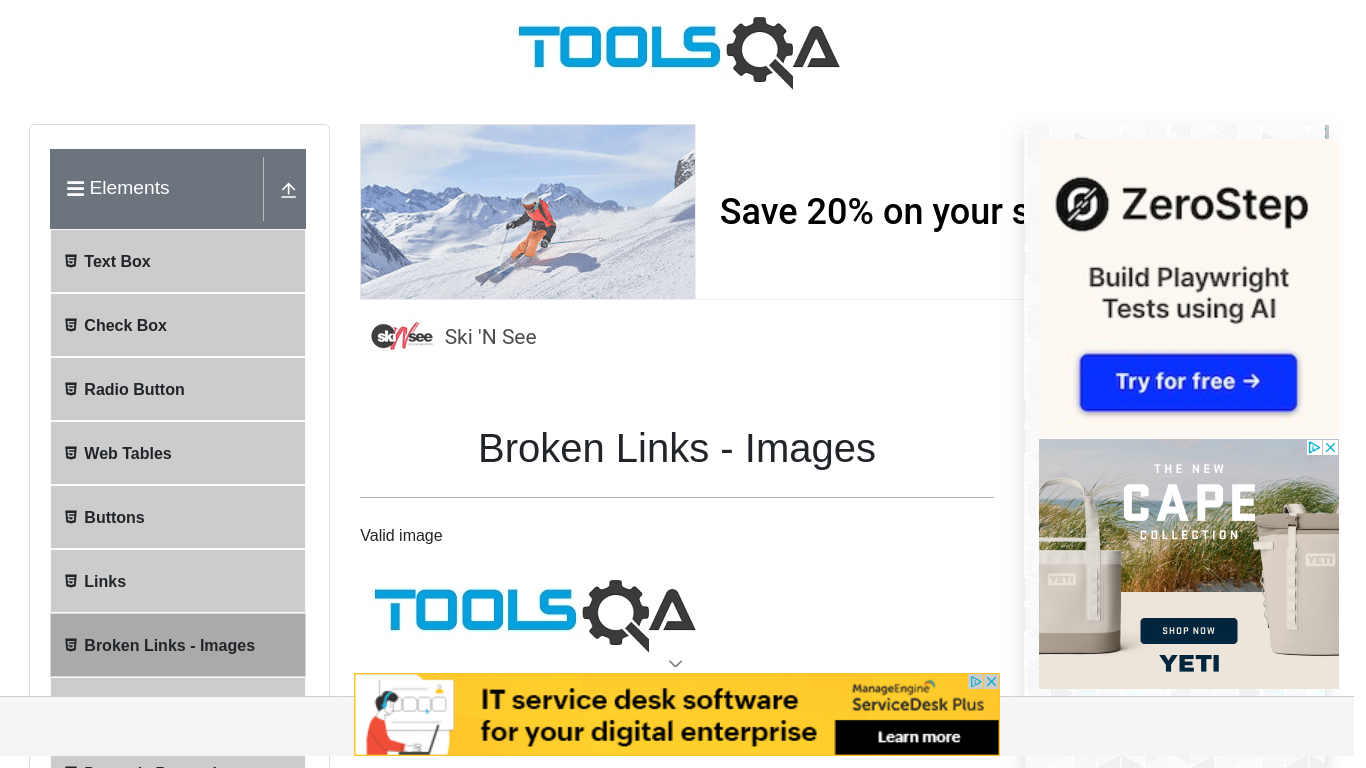 TOOLSQA
Elements
Text Box
Check Box
Radio Button
Web Tables
Buttons
Links
Broken Links - Images
Save 20% on your s
skiNsee
Ski 'N See
Broken Links - Images
Valid image
TOOLSQA
IT service desk software
for your digital enterprise
ManageEngine
ServiceDesk Plus
Learn more
ZeroStep
Build Playwright
Tests using AI
Try for free →
THE NEW
CAPE
COLLECTION
YETI
YETI
SHOP NOW
YETI